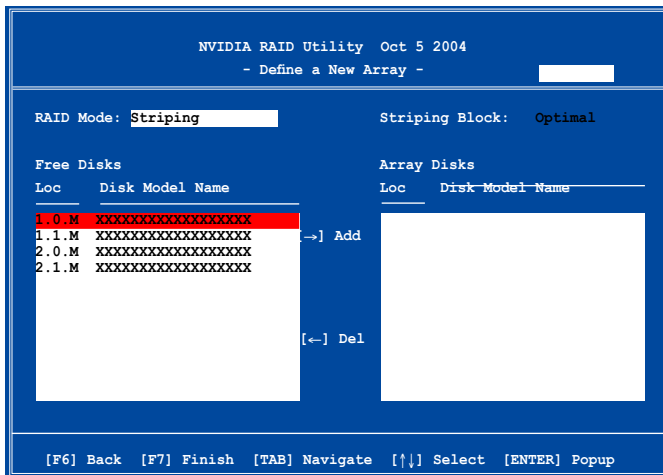 NVIDIA RAID Utility Oct 5 2004
- Define a New Array -
RAID Mode: Striping Striping Block: Optimal
Free Disks Array Disks
Loc Disk Model Name Loc Disk Model Name
1.0.M XXXXXXXXXXXXXXXXXX
1.1.M XXXXXXXXXXXXXXXXXX [→] Add
2.0.M XXXXXXXXXXXXXXXXXX
2.1.M XXXXXXXXXXXXXXXXXX
[←] Del
[F6] Back [F7] Finish [TAB] Navigate [↑↓] Select [ENTER] Popup